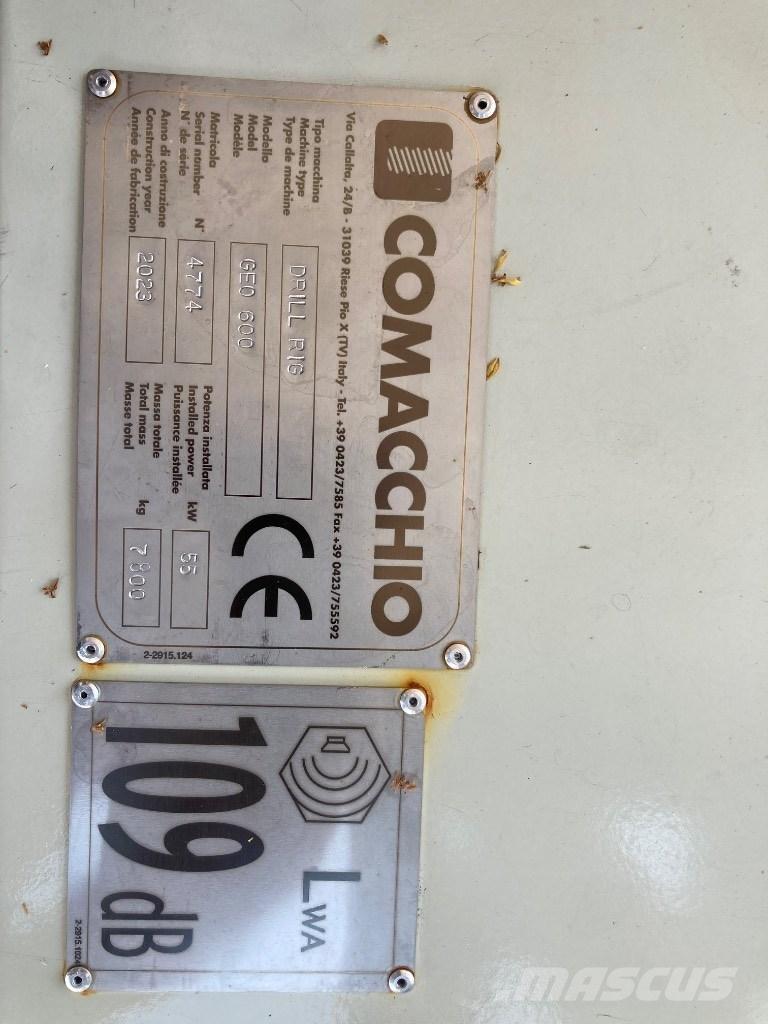 COMACCHIO
Via Callalta, 24/B - 31039 Riese Pio X (TV) Italy - Tel. +39 0423/7585 Fax +39 0423/755592
Tipo macchina
Machine type
Type de machine
DRILL RIG
Modello
Model
Modèle
GEO 600
CE
Matricola
Serial number N°
N° de série
4774
Potenza installata
Installed power kW
Puissance installée
55
Anno di costruzione
Construction year
Année de fabrication
2023
Massa totale
Total mass kg
Masse total
7800
2-2915.124
LWA
109 dB
2-2915.1024
MASCUS